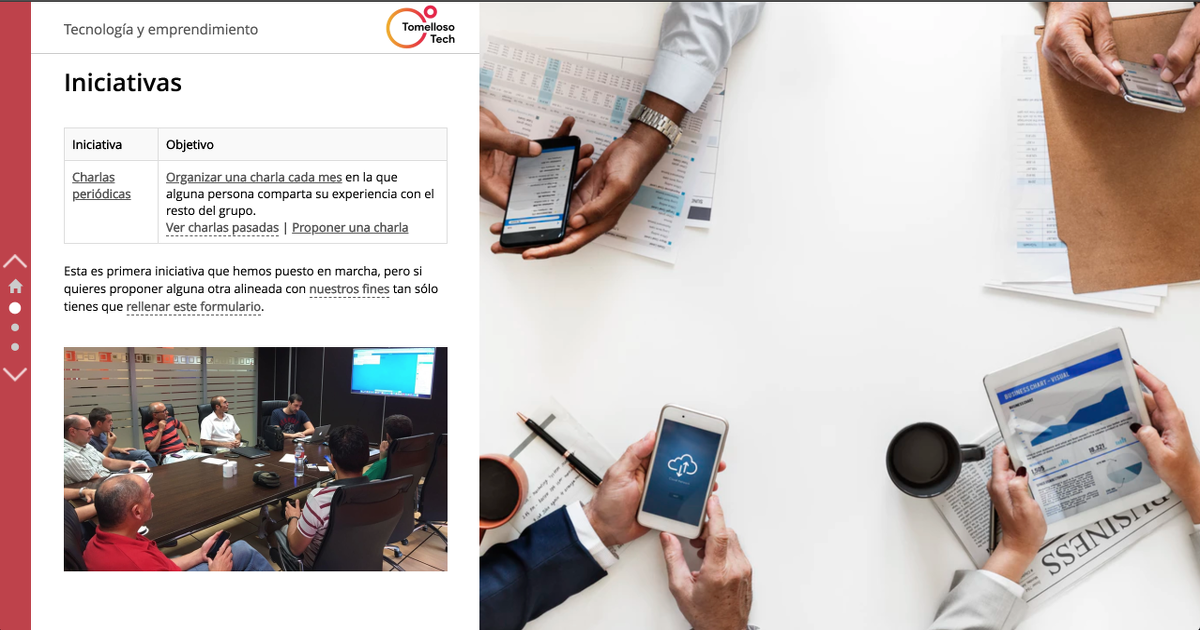 Tecnología y emprendimiento
Tomelloso
Tech
Iniciativas
Iniciativa
Objetivo
Charlas
periódicas
Organizar una charla cada mes en la que
alguna persona comparta su experiencia con el
resto del grupo.
Ver charlas pasadas | Proponer una charla
Esta es primera iniciativa que hemos puesto en marcha, pero si
quieres proponer alguna otra alineada con nuestros fines tan sólo
tienes que rellenar este formulario.
BUSINESS CHART - VISUAL
BUSINESS